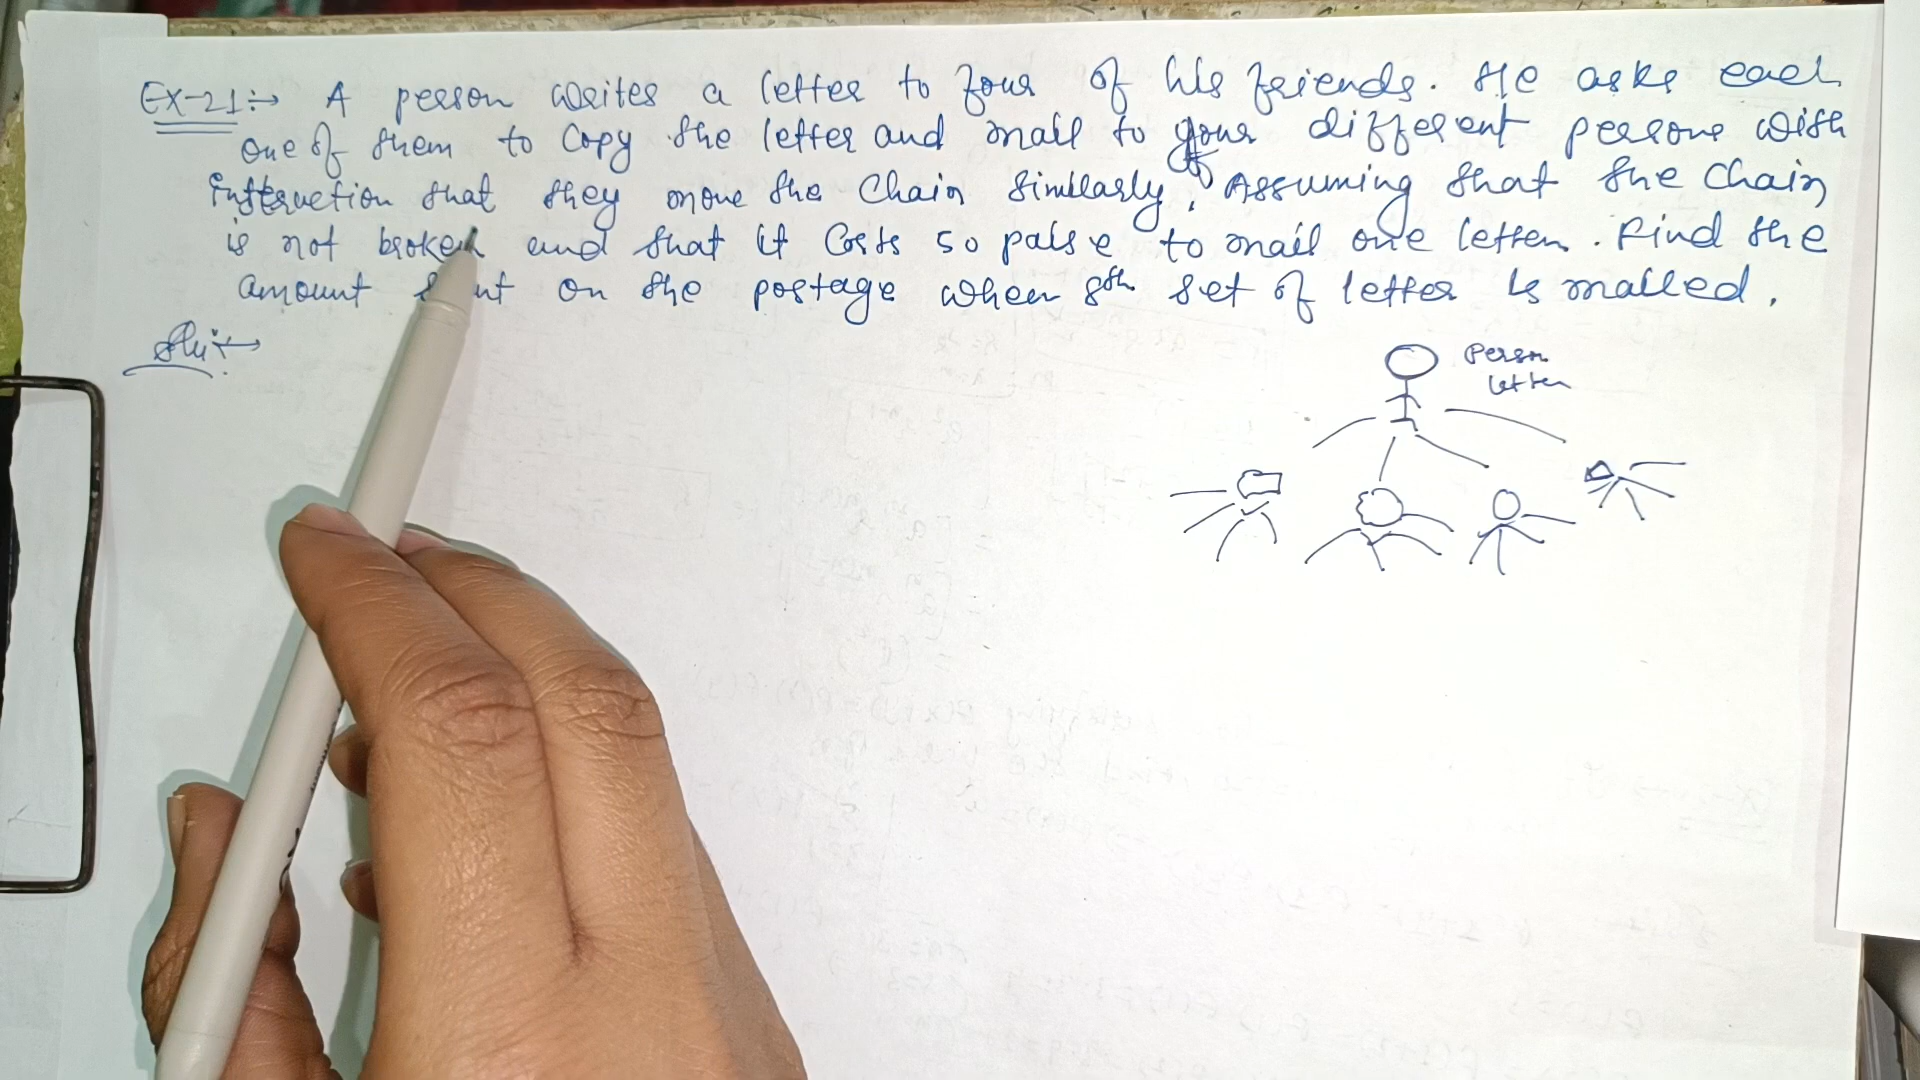 EX-21:→ A person writes a letter to four of his friends. He asks each
one of them to copy the letter and mail to four different persons with
instruction that they move the chain similarly. Assuming that the chain
is not broken and that it costs 50 paise to mail one letter. Find the
amount on the postage when 8th set of letter is mailed.
Person
letter